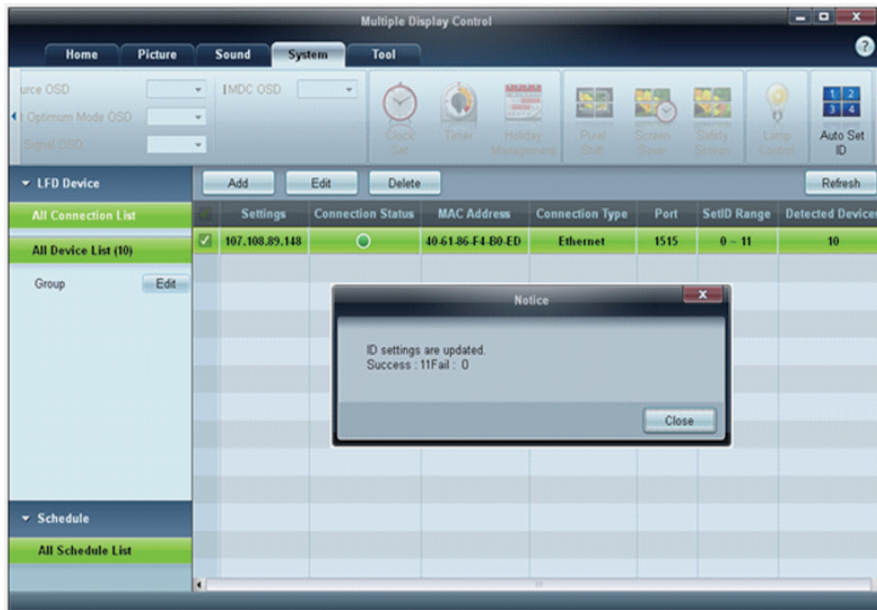 Multiple Display Control
Home Picture Sound System Tool
?
urce OSD
MDC OSD
Optimum Mode OSD
Signal OSD
Clock Set
Timer
Holiday Management
Pixel Shift
Screen Saver
Safety Screen
Lamp Control
1 2
3 4
Auto Set ID
LFD Device
Add Edit Delete Refresh
All Connection List
Settings Connection Status MAC Address Connection Type Port SetID Range Detected Devices
107.108.89.148 40-61-86-F4-B0-ED Ethernet 1515 0 ~ 11 10
All Device List (10)
Group Edit
Notice
ID settings are updated.
Success : 11Fail : 0
Close
Schedule
All Schedule List